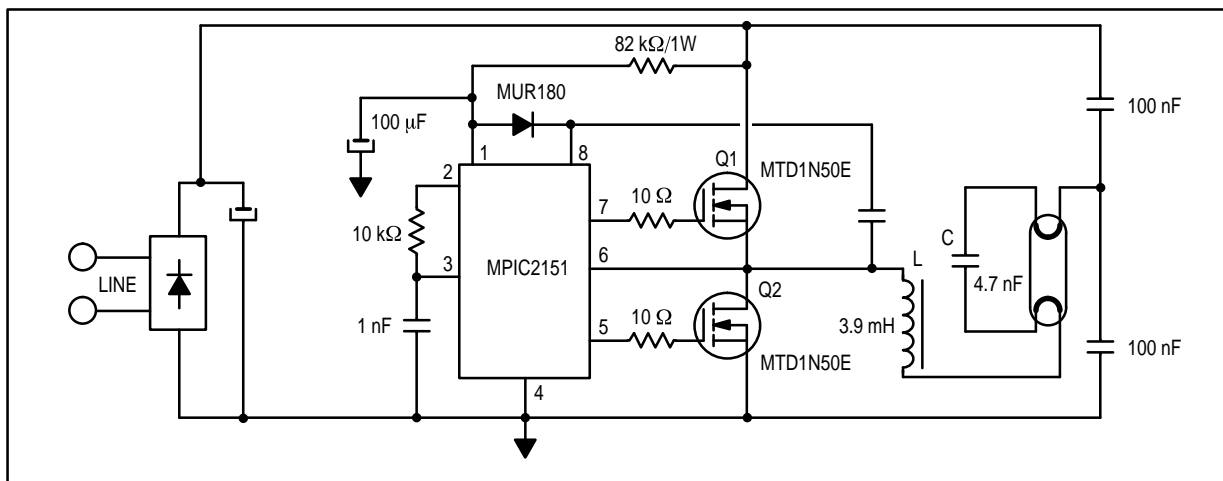 82 kΩ/1W
MUR180
100 µF
100 nF
1
8
Q1
2
MTD1N50E
7
10 Ω
10 kΩ
C
6
L
3
MPIC2151
LINE
4.7 nF
Q2
10 Ω
1 nF
3.9 mH
5
100 nF
MTD1N50E
4